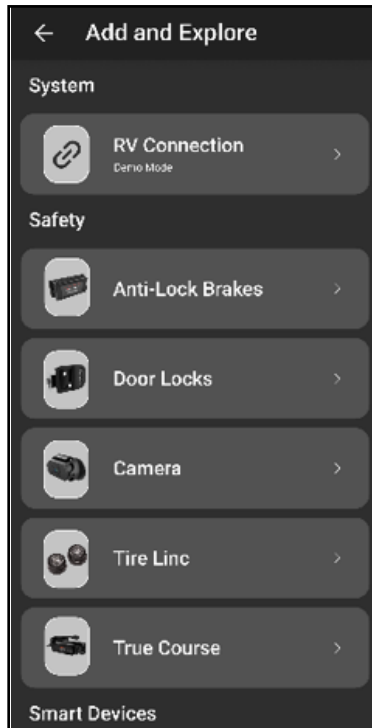 Add and Explore
System
RV Connection
Demo Mode
Safety
Anti-Lock Brakes
Door Locks
Camera
Tire Linc
True Course
Smart Devices